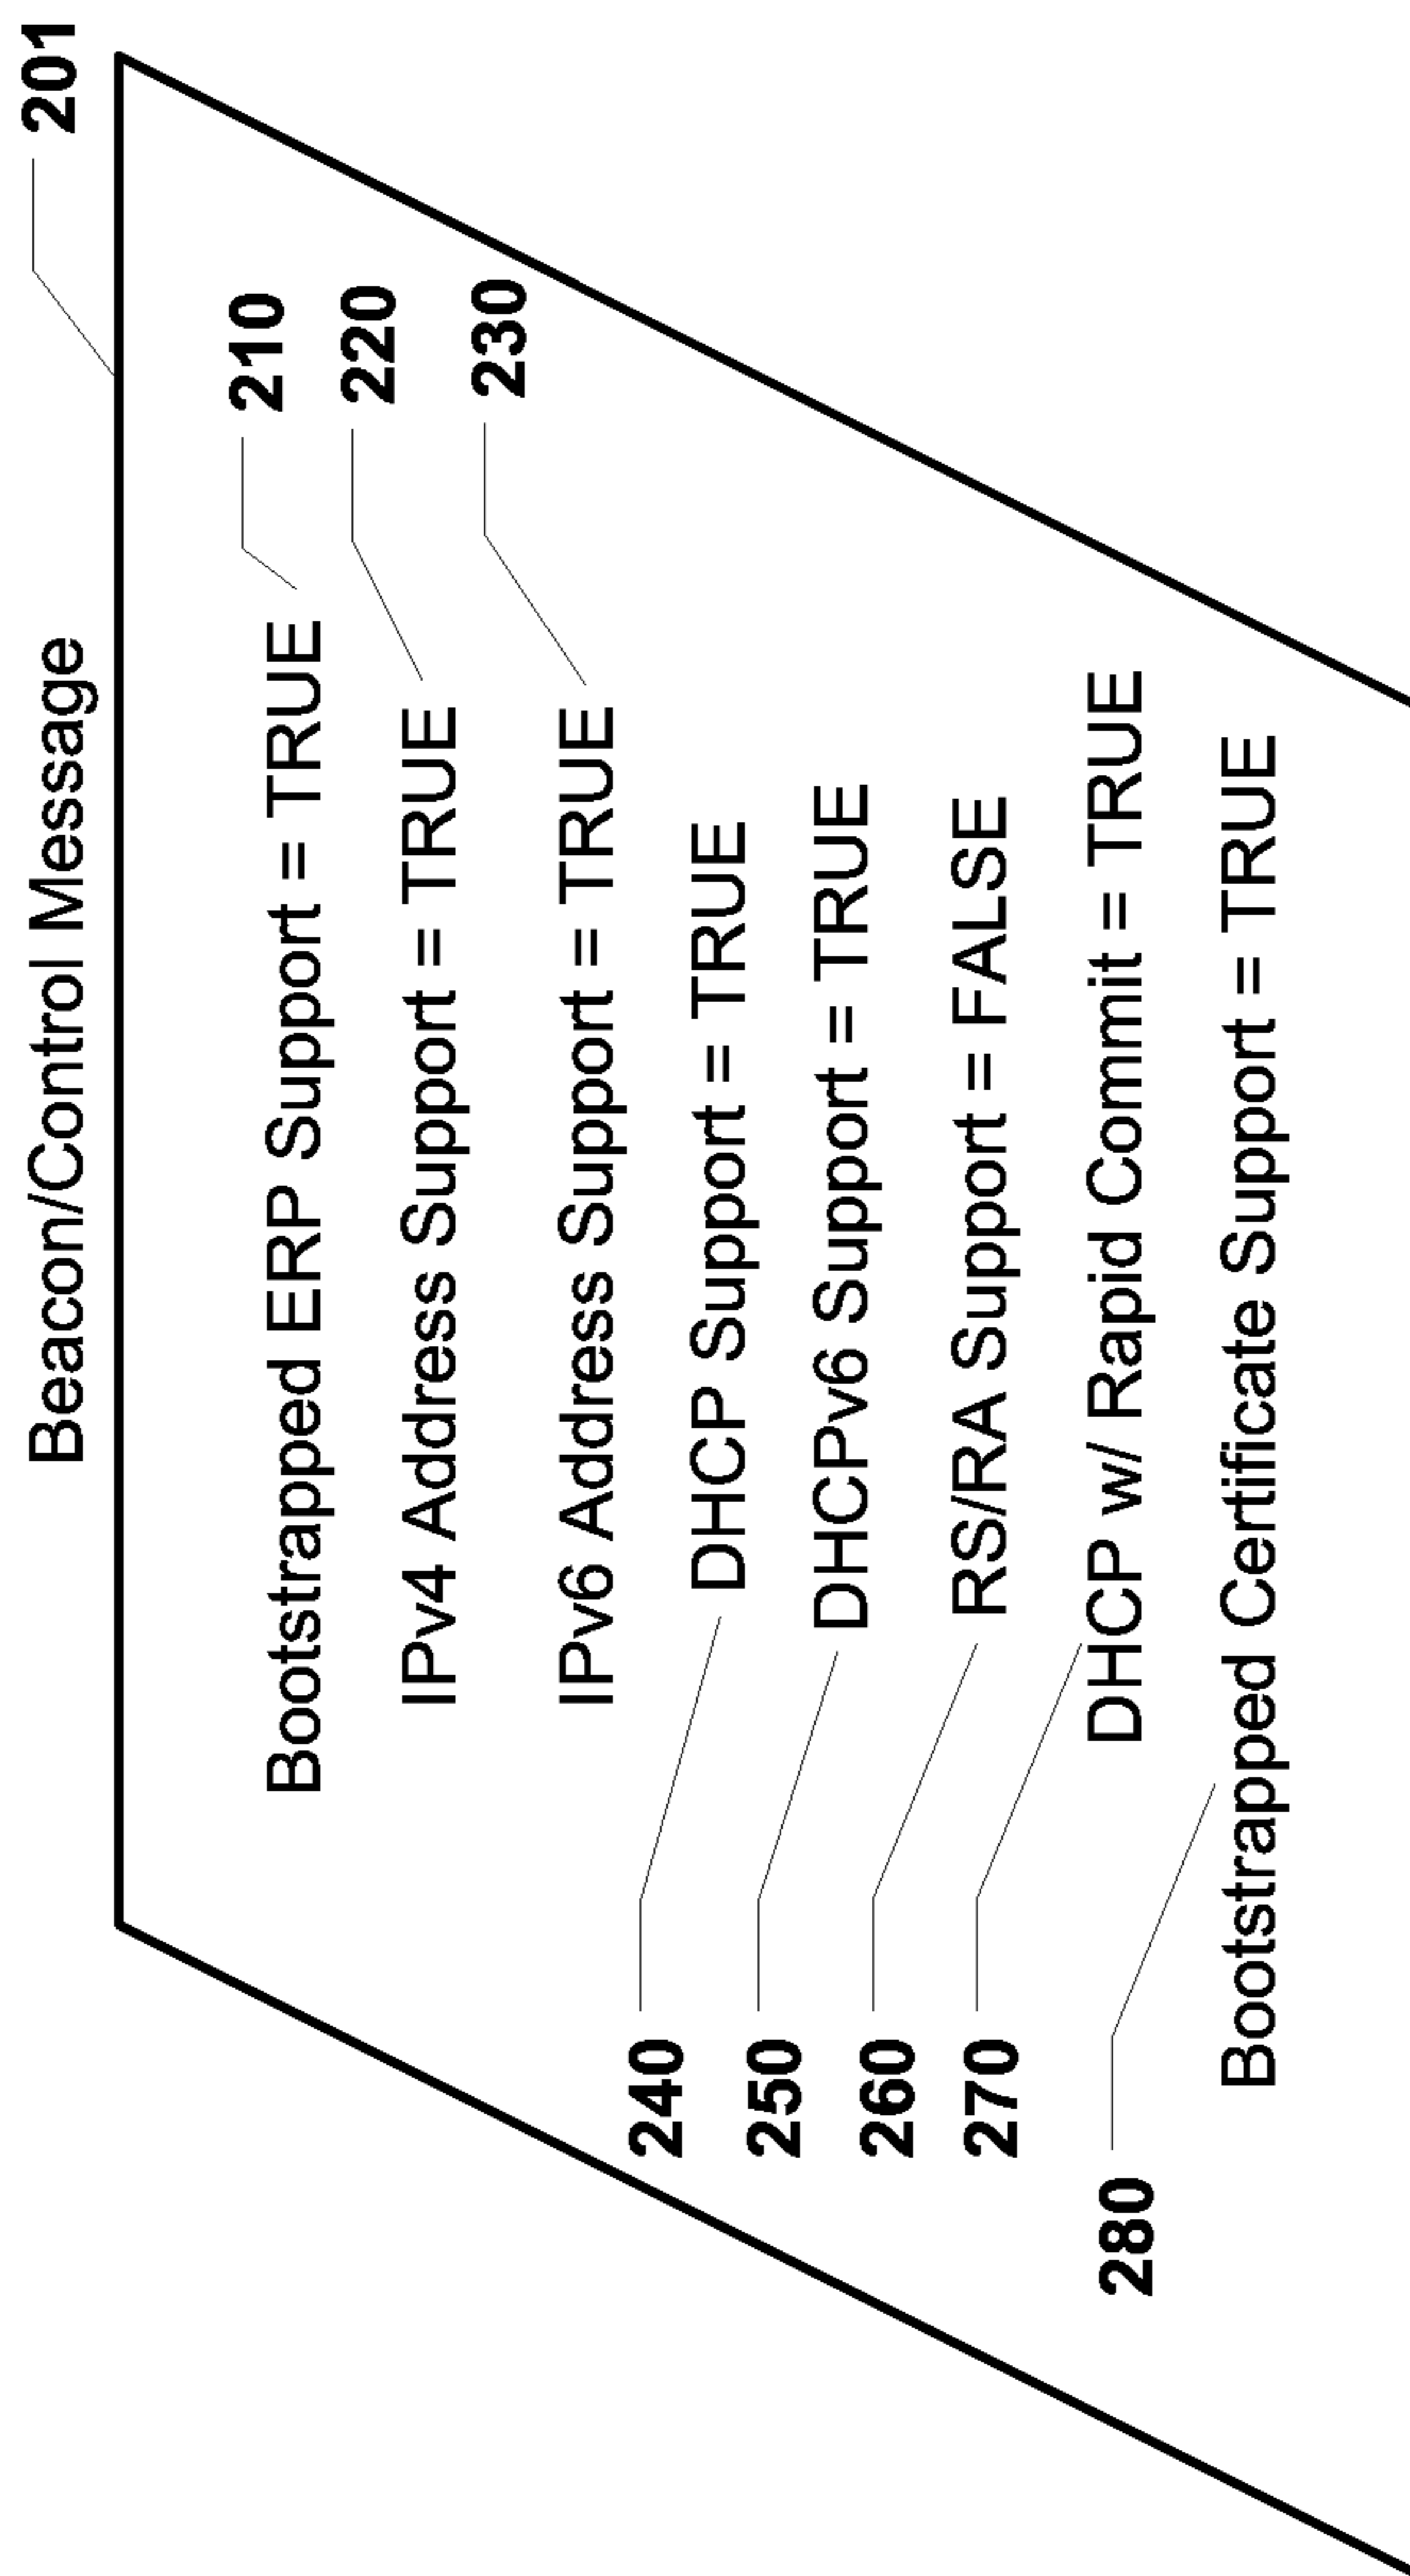 Beacon/Control Message
201
Bootstrapped ERP Support = TRUE
210
IPv4 Address Support = TRUE
220
IPv6 Address Support = TRUE
230
240
DHCP Support = TRUE
250
DHCPv6 Support = TRUE
260
RS/RA Support = FALSE
270
DHCP w/ Rapid Commit = TRUE
280
Bootstrapped Certificate Support = TRUE